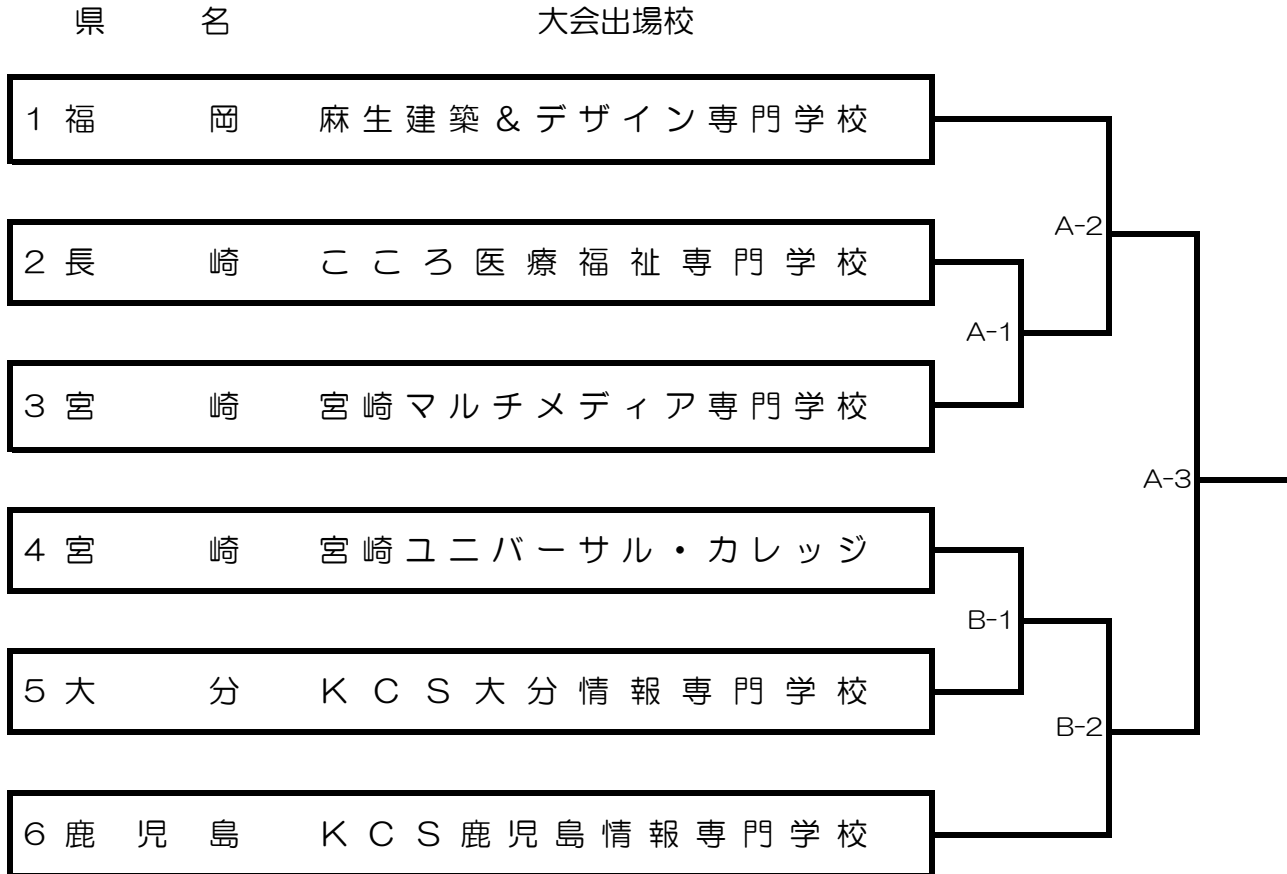 県名 大会出場校
1 福岡 麻生建築&デザイン専門学校
A-2
2 長崎 こころ医療福祉専門学校
A-1
3 宮崎 宮崎マルチメディア専門学校
A-3
4 宮崎 宮崎ユニバーサル・カレッジ
B-1
5 大分 KCS大分情報専門学校
B-2
6 鹿児島 KCS鹿児島情報専門学校